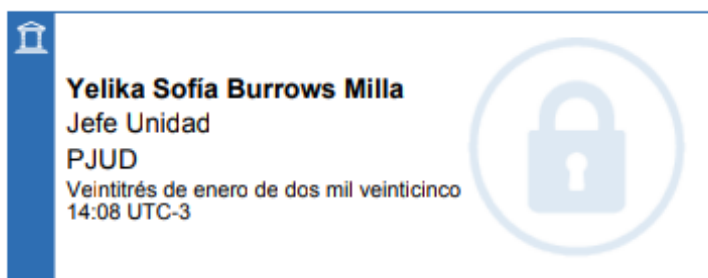 Yelika Sofía Burrows Milla
Jefe Unidad
PJUD
Veintitrés de enero de dos mil veinticinco
14:08 UTC-3